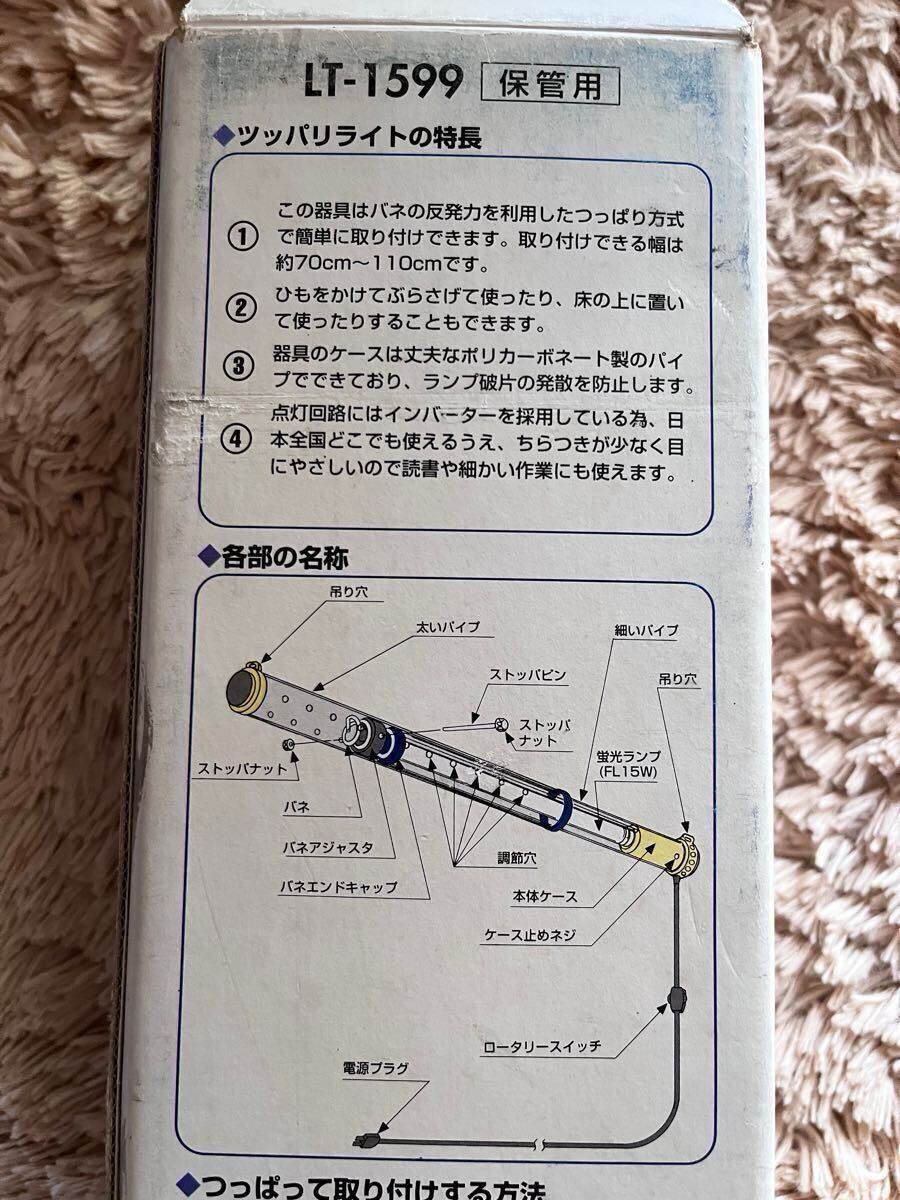 LT-1599 保管用
◆ツッパリライトの特長
① この器具はバネの反発力を利用したつっぱり方式
で簡単に取り付けできます。取り付けできる幅は
約70cm〜110cmです。
② ひもをかけてぶらさげて使ったり、床の上に置い
て使ったりすることもできます。
③ 器具のケースは丈夫なポリカーボネート製のパイ
プでできており、ランプ破片の発散を防止します。
④ 点灯回路にはインバーターを採用している為、日
本全国どこでも使えるうえ、ちらつきが少なく目
にやさしいので読書や細かい作業にも使えます。
◆各部の名称
吊り穴
太いパイプ
細いパイプ
ストッパピン
吊り穴
ストッパ
ナット
ストッパナット
蛍光ランプ
(FL15W)
バネ
バネアジャスタ
調節穴
バネエンドキャップ
本体ケース
ケース止めネジ
ロータリースイッチ
電源プラグ
◆つっぱって取り付けする方法